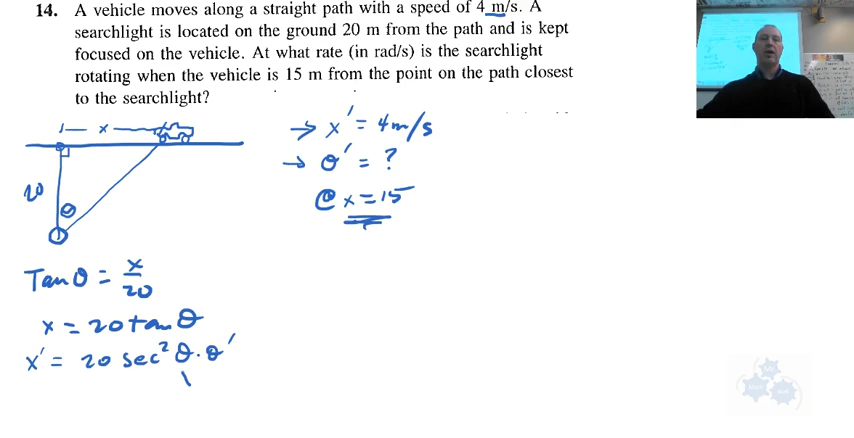 14. A vehicle moves along a straight path with a speed of 4 m/s. A
searchlight is located on the ground 20 m from the path and is kept
focused on the vehicle. At what rate (in rad/s) is the searchlight
rotating when the vehicle is 15 m from the point on the path closest
to the searchlight?
x
20
θ
→ x' = 4m/s
→ θ' = ?
@ x = 15
Tan θ = x/20
x = 20 tan θ
x' = 20 sec² θ · θ'